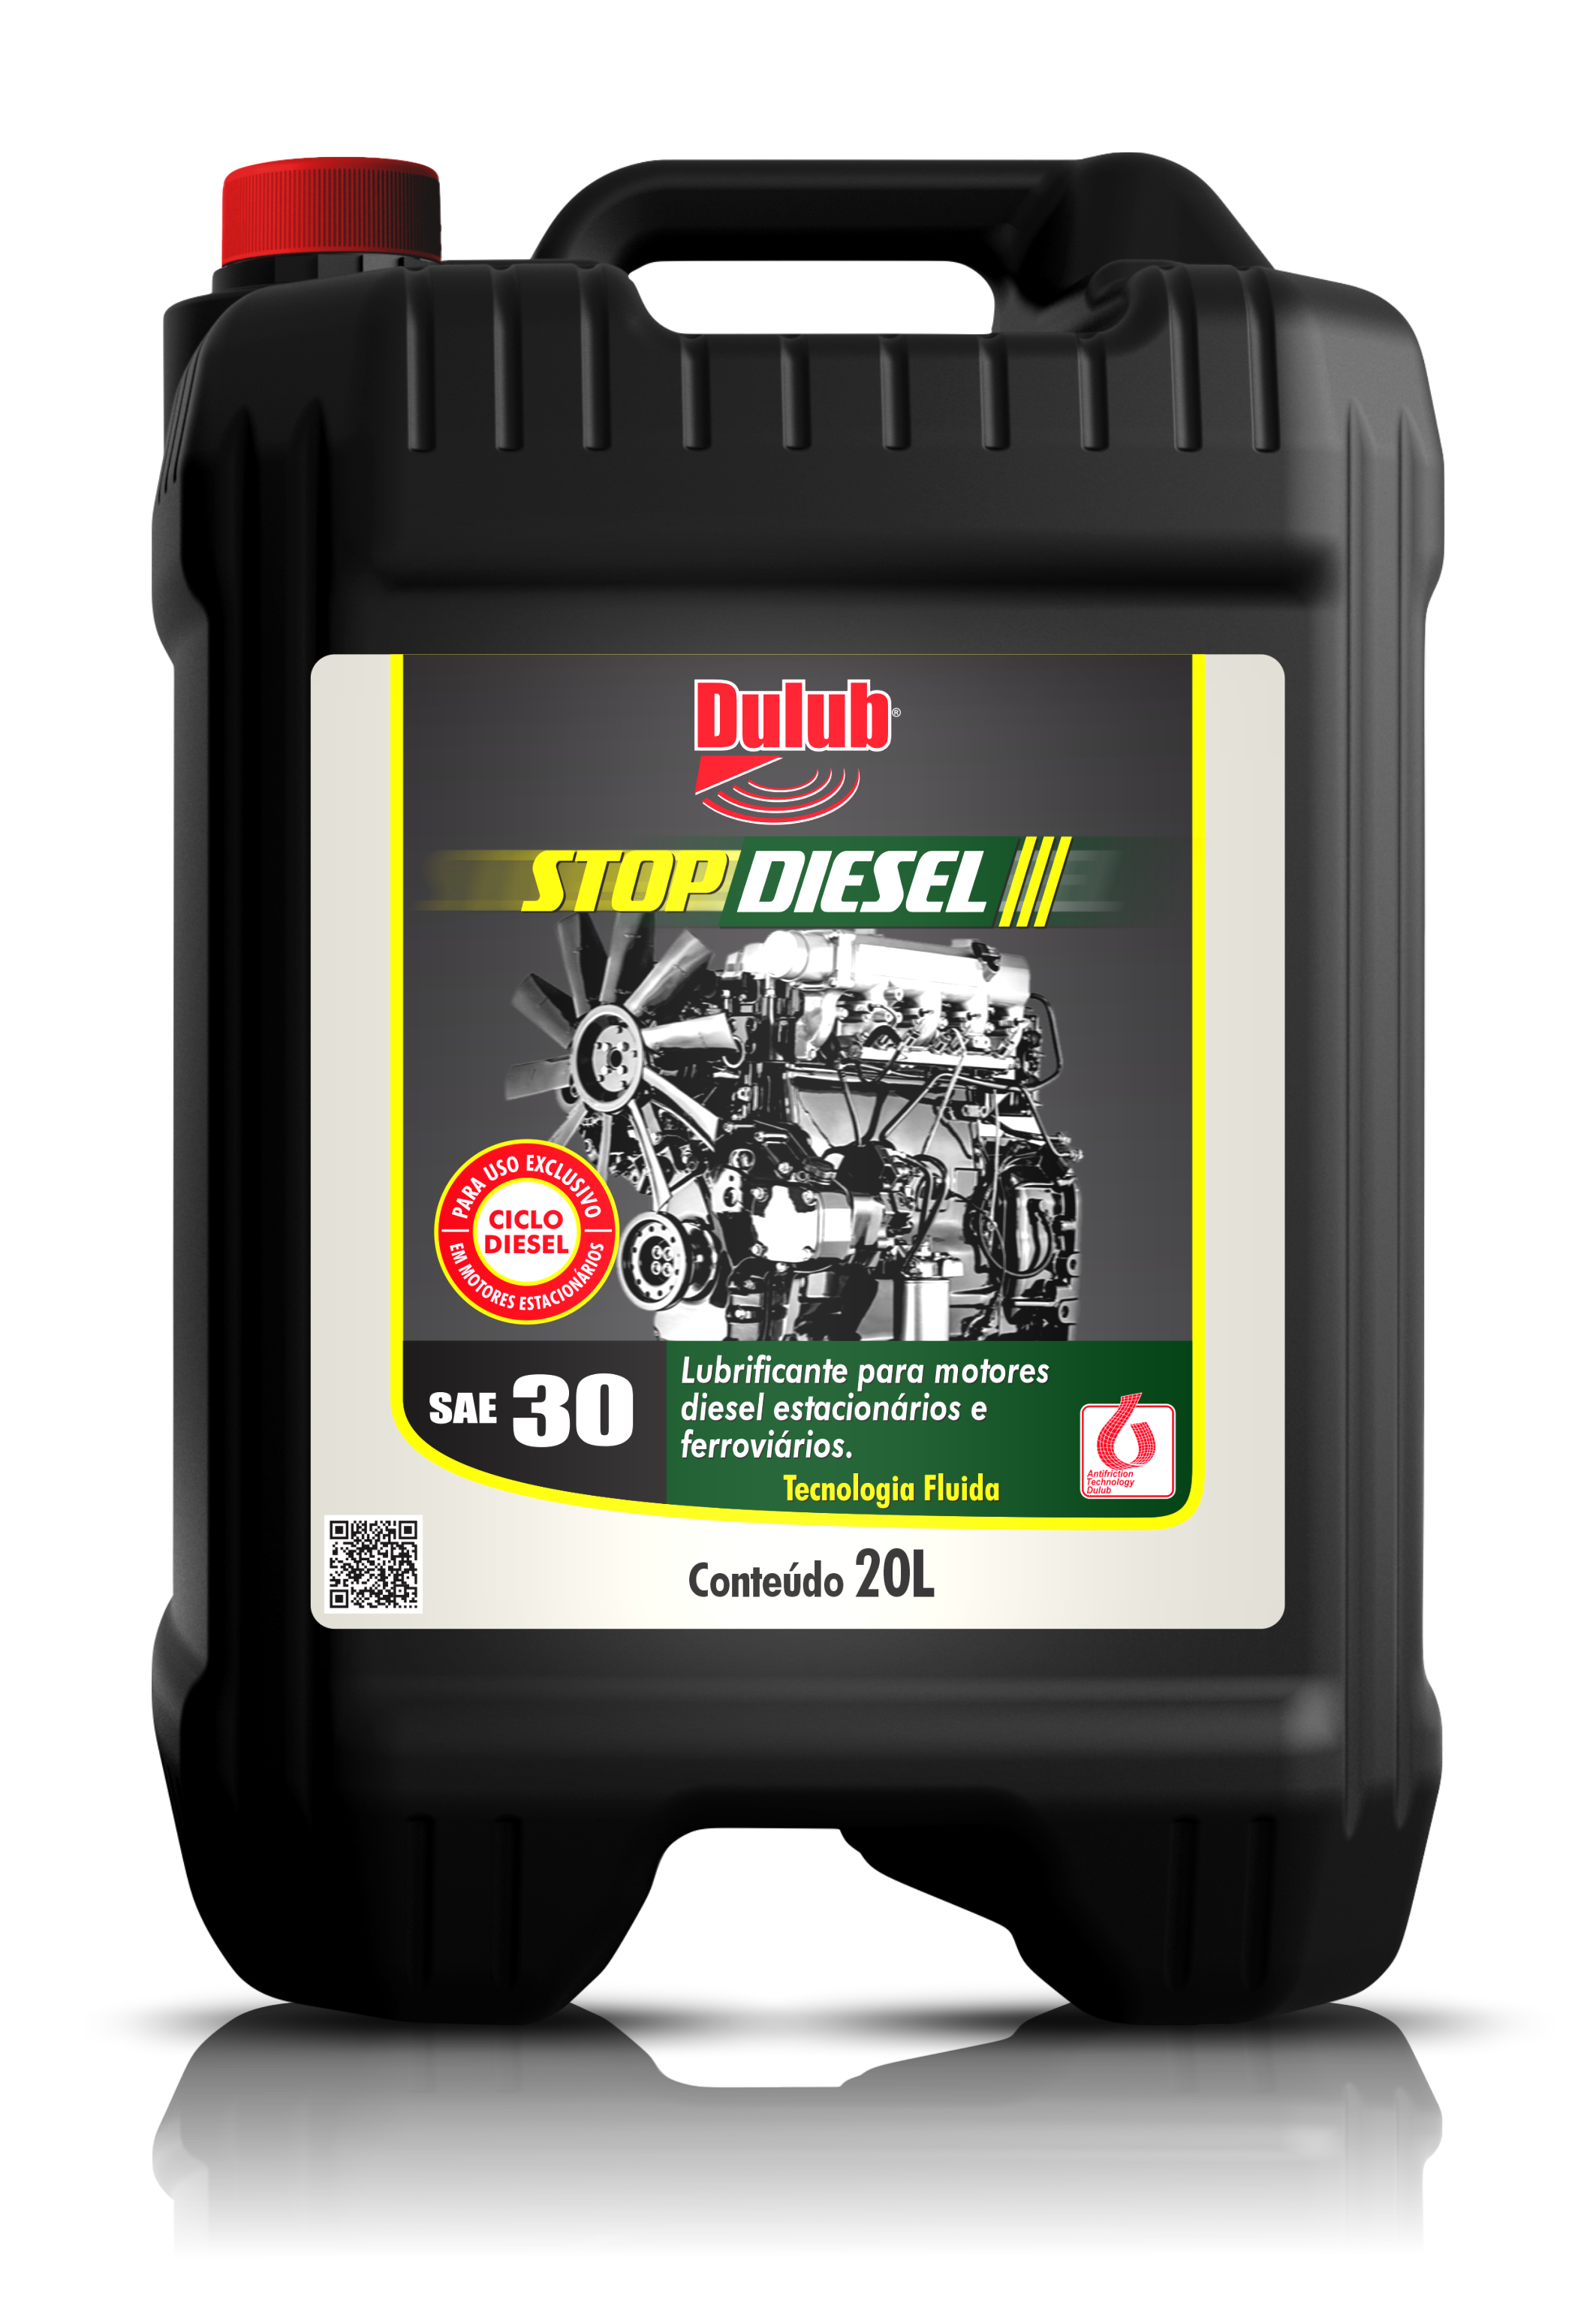 Dulub®
STOP DIESEL
PARA USO EXCLUSIVO
CICLO
DIESEL
EM MOTORES ESTACIONÁRIOS
SAE 30
Lubrificante para motores
diesel estacionários e
ferroviários.
Tecnologia Fluida
Antifriction
Technology
Dulub
Conteúdo 20L